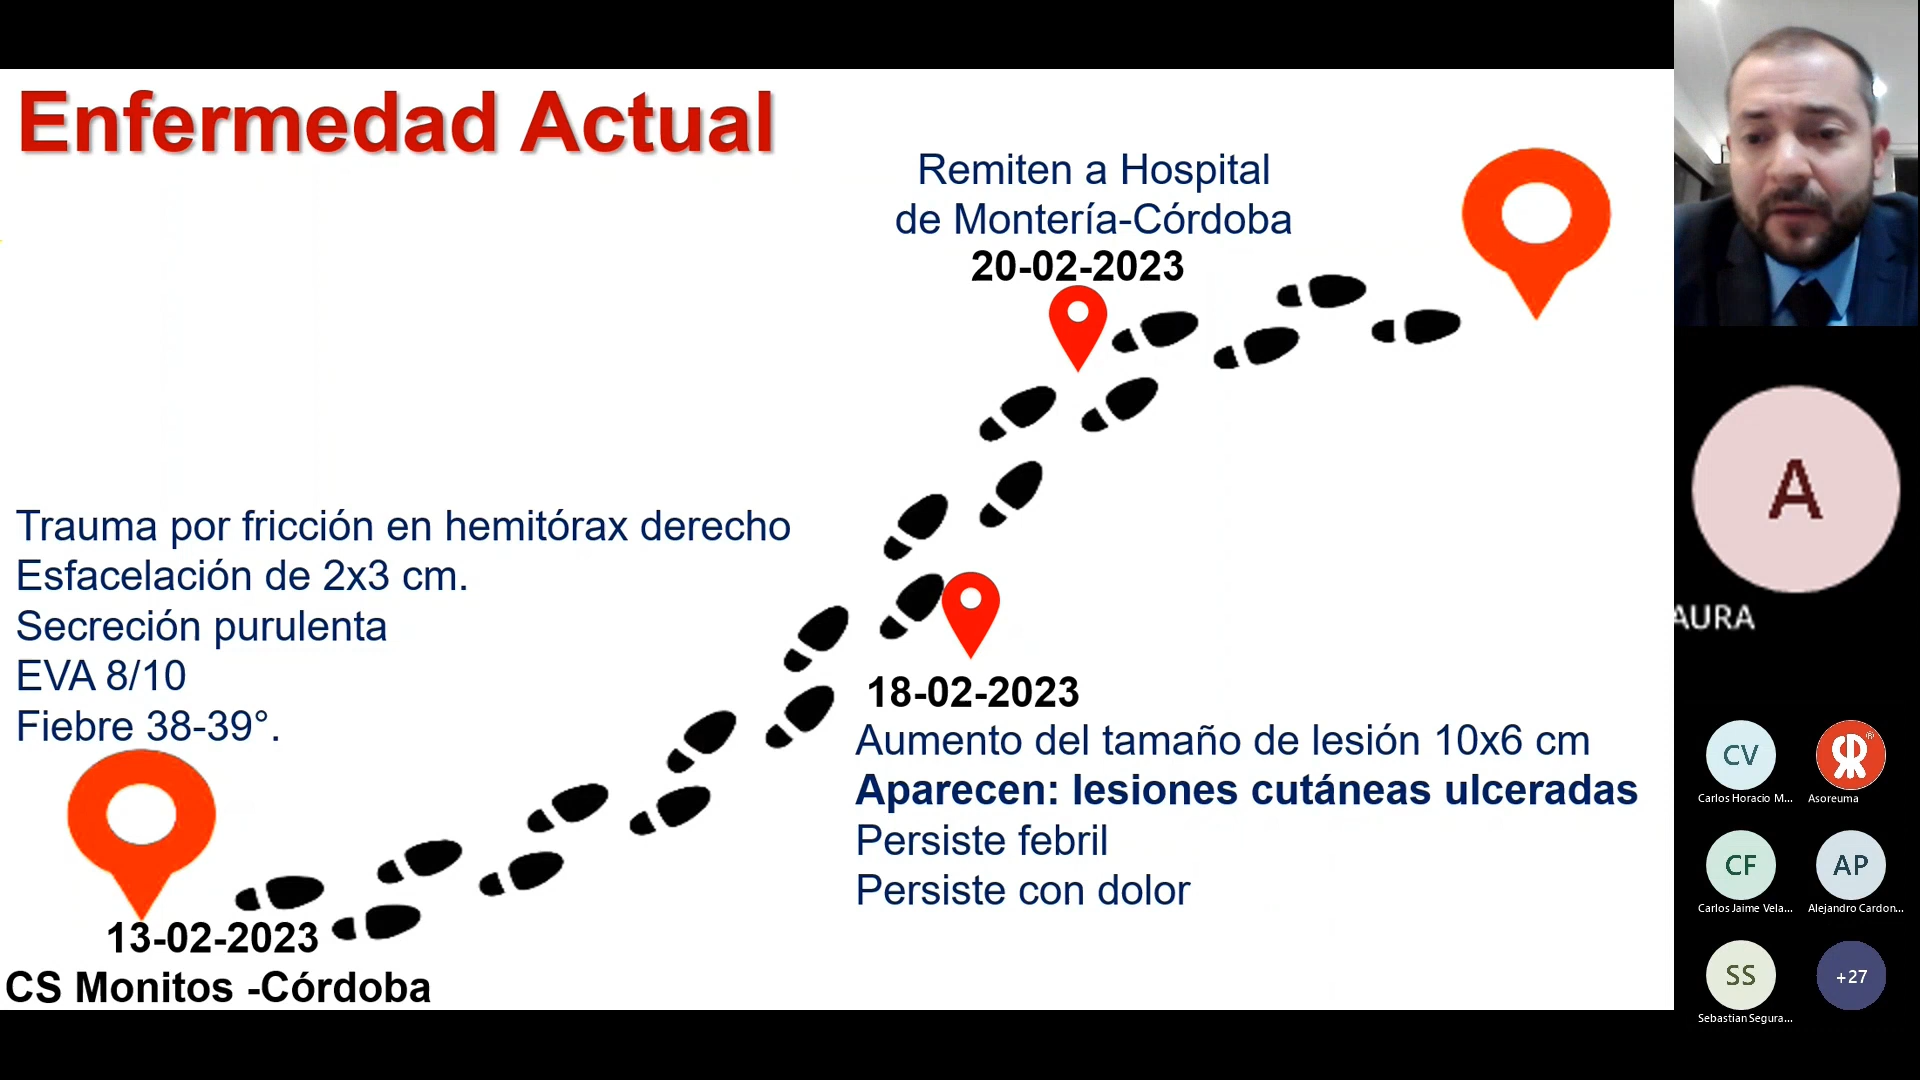 Enfermedad Actual
Remiten a Hospital
de Montería-Córdoba
20-02-2023
Trauma por fricción en hemitórax derecho
Esfacelación de 2x3 cm.
Secreción purulenta
EVA 8/10
Fiebre 38-39°.
13-02-2023
CS Monitos -Córdoba
18-02-2023
Aumento del tamaño de lesión 10x6 cm
Aparecen: lesiones cutáneas ulceradas
Persiste febril
Persiste con dolor
A
AURA
CV
Carlos Horacio M...
Asoreuma
CF
Carlos Jaime Vela...
AP
Alejandro Cardon...
SS
Sebastian Segura...
+27